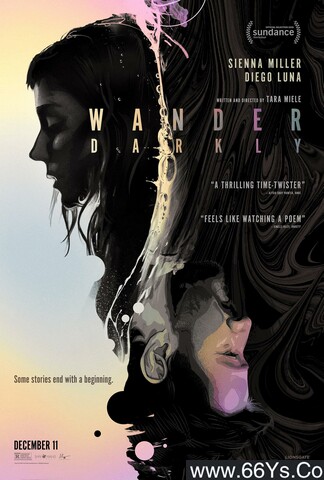 sundance
SIENNA MILLER
DIEGO LUNA
WRITTEN AND DIRECTED BY TARA MIELE
WANDER
DARKLY
"A THRILLING TIME-TWISTER"
"FEELS LIKE WATCHING A POEM"
Some stories end with a beginning.
DECEMBER 11
LIONSGATE
www.66Ys.Co